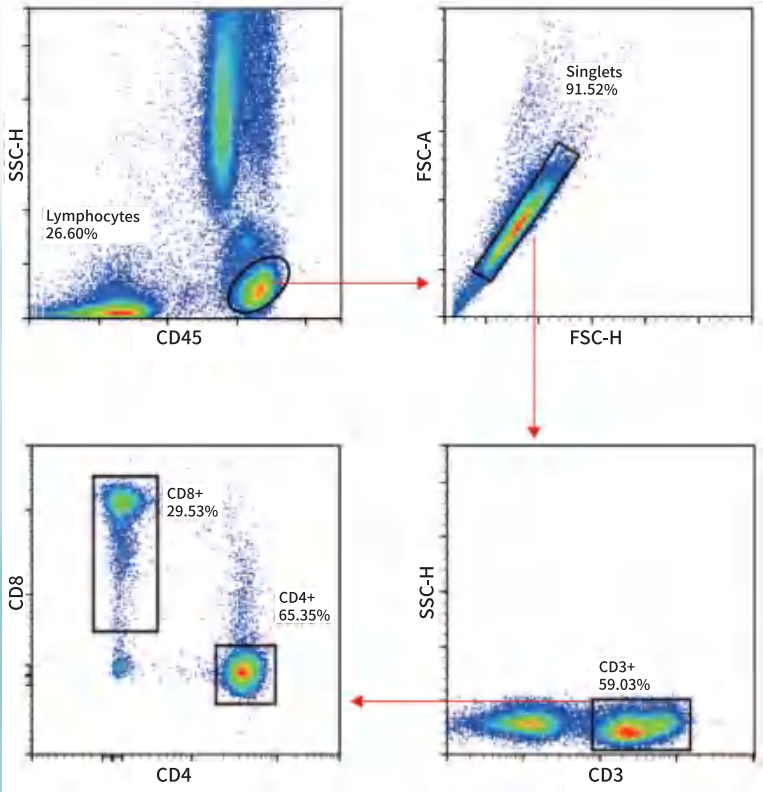 SSC-H
Lymphocytes
26.60%
CD45
FSC-A
Singlets
91.52%
FSC-H
CD8
CD8+
29.53%
CD4+
65.35%
CD4
SSC-H
CD3+
59.03%
CD3